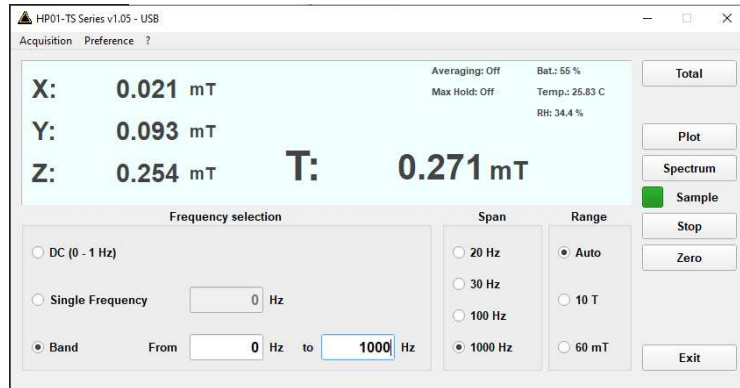 HP01-TS Series v1.05 - USB
Acquisition Preference ?
Averaging: Off Bat.: 55 %
Max Hold: Off Temp.: 25.83 C
RH: 34.4 %
X: 0.021 mT
Y: 0.093 mT
Z: 0.254 mT
T: 0.271 mT
Total
Plot
Spectrum
Sample
Stop
Zero
Exit
Frequency selection
DC (0 - 1 Hz)
Single Frequency 0 Hz
Band From 0 Hz to 1000 Hz
Span
20 Hz
30 Hz
100 Hz
1000 Hz
Range
Auto
10 T
60 mT